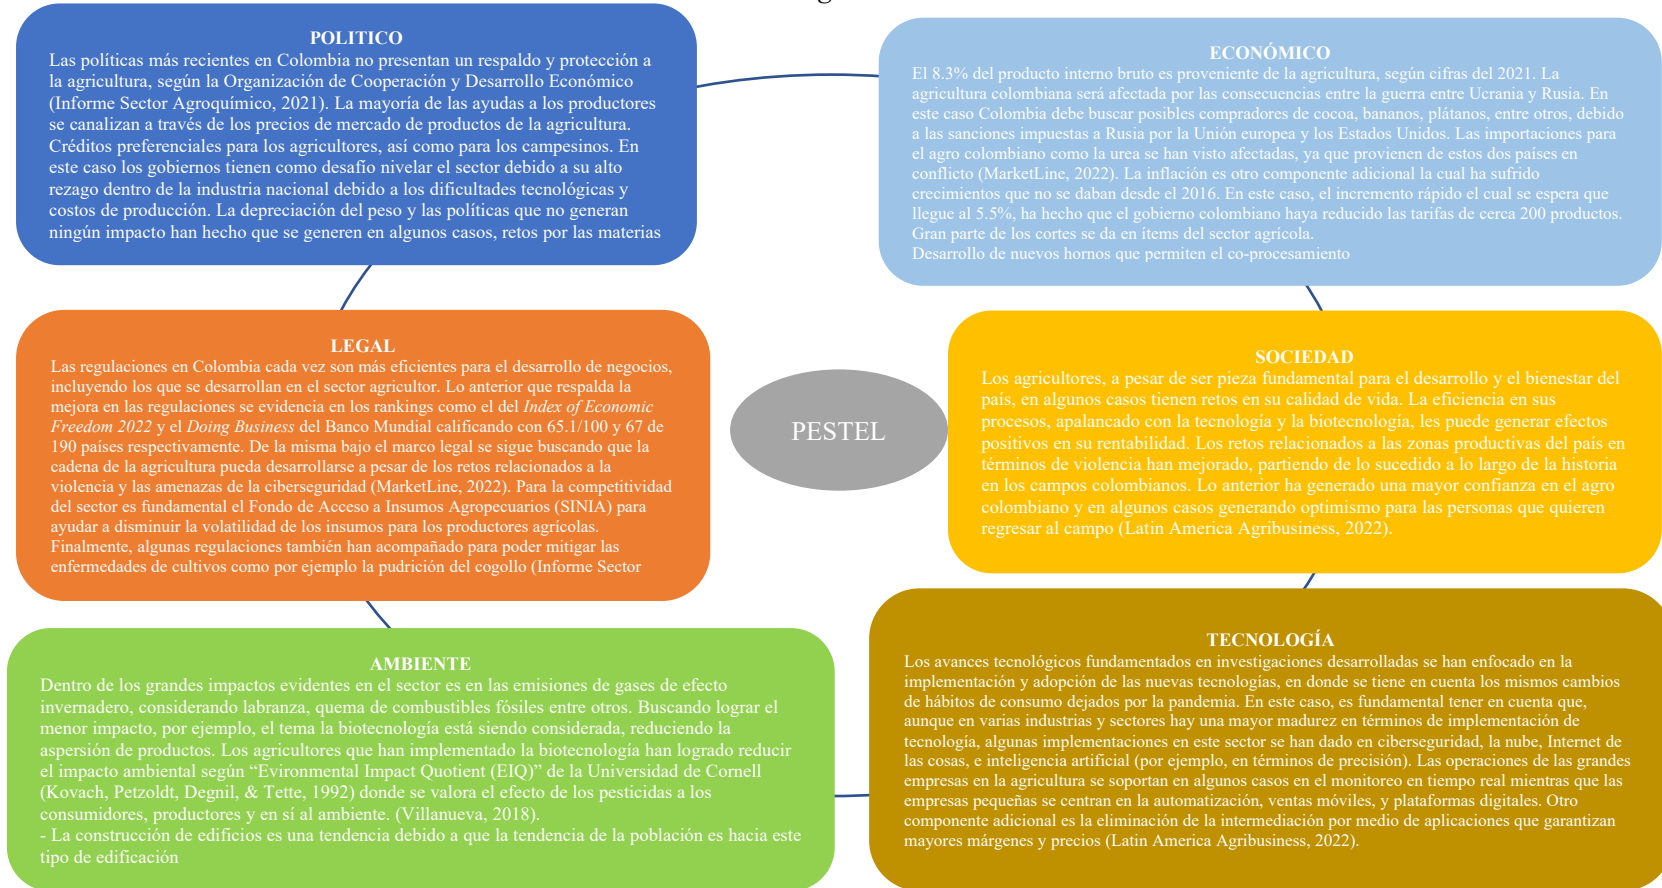 POLITICO
Las políticas más recientes en Colombia no presentan un respaldo y protección a
la agricultura, según la Organización de Cooperación y Desarrollo Económico
(Informe Sector Agroquímico, 2021). La mayoría de las ayudas a los productores
se canalizan a través de los precios de mercado de productos de la agricultura.
Créditos preferenciales para los agricultores, así como para los campesinos. En
este caso los gobiernos tienen como desafío nivelar el sector debido a su alto
rezago dentro de la industria nacional debido a los dificultades tecnológicas y
costos de producción. La depreciación del peso y las políticas que no generan
ningún impacto han hecho que se generen en algunos casos, retos por las materias
ECONÓMICO
El 8.3% del producto interno bruto es proveniente de la agricultura, según cifras del 2021. La
agricultura colombiana será afectada por las consecuencias entre la guerra entre Ucrania y Rusia. En
este caso Colombia debe buscar posibles compradores de cocoa, bananos, plátanos, entre otros, debido
a las sanciones impuestas a Rusia por la Unión europea y los Estados Unidos. Las importaciones para
el agro colombiano como la urea se han visto afectadas, ya que provienen de estos dos países en
conflicto (MarketLine, 2022). La inflación es otro componente adicional la cual ha sufrido
crecimientos que no se daban desde el 2016. En este caso, el incremento rápido el cual se espera que
llegue al 5.5%, ha hecho que el gobierno colombiano haya reducido las tarifas de cerca 200 productos.
Gran parte de los cortes se da en ítems del sector agrícola.
Desarrollo de nuevos hornos que permiten el co-procesamiento
LEGAL
Las regulaciones en Colombia cada vez son más eficientes para el desarrollo de negocios,
incluyendo los que se desarrollan en el sector agricultor. Lo anterior que respalda la
mejora en las regulaciones se evidencia en los rankings como el del Index of Economic
Freedom 2022 y el Doing Business del Banco Mundial calificando con 65.1/100 y 67 de
190 países respectivamente. De la misma bajo el marco legal se sigue buscando que la
cadena de la agricultura pueda desarrollarse a pesar de los retos relacionados a la
violencia y las amenazas de la ciberseguridad (MarketLine, 2022). Para la competitividad
del sector es fundamental el Fondo de Acceso a Insumos Agropecuarios (SINIA) para
ayudar a disminuir la volatilidad de los insumos para los productores agrícolas.
Finalmente, algunas regulaciones también han acompañado para poder mitigar las
enfermedades de cultivos como por ejemplo la pudrición del cogollo (Informe Sector
PESTEL
SOCIEDAD
Los agricultores, a pesar de ser pieza fundamental para el desarrollo y el bienestar del
país, en algunos casos tienen retos en su calidad de vida. La eficiencia en sus
procesos, apalancado con la tecnología y la biotecnología, les puede generar efectos
positivos en su rentabilidad. Los retos relacionados a las zonas productivas del país en
términos de violencia han mejorado, partiendo de lo sucedido a lo largo de la historia
en los campos colombianos. Lo anterior ha generado una mayor confianza en el agro
colombiano y en algunos casos generando optimismo para las personas que quieren
regresar al campo (Latin America Agribusiness, 2022).
AMBIENTE
Dentro de los grandes impactos evidentes en el sector es en las emisiones de gases de efecto
invernadero, considerando labranza, quema de combustibles fósiles entre otros. Buscando lograr el
menor impacto, por ejemplo, el tema la biotecnología está siendo considerada, reduciendo la
aspersión de productos. Los agricultores que han implementado la biotecnología han logrado reducir
el impacto ambiental según “Evironmental Impact Quotient (EIQ)” de la Universidad de Cornell
(Kovach, Petzoldt, Degnil, & Tette, 1992) donde se valora el efecto de los pesticidas a los
consumidores, productores y en sí al ambiente. (Villanueva, 2018).
- La construcción de edificios es una tendencia debido a que la tendencia de la población es hacia este
tipo de edificación
TECNOLOGÍA
Los avances tecnológicos fundamentados en investigaciones desarrolladas se han enfocado en la
implementación y adopción de las nuevas tecnologías, en donde se tiene en cuenta los mismos cambios
de hábitos de consumo dejados por la pandemia. En este caso, es fundamental tener en cuenta que,
aunque en varias industrias y sectores hay una mayor madurez en términos de implementación de
tecnología, algunas implementaciones en este sector se han dado en ciberseguridad, la nube, Internet de
las cosas, e inteligencia artificial (por ejemplo, en términos de precisión). Las operaciones de las grandes
empresas en la agricultura se soportan en algunos casos en el monitoreo en tiempo real mientras que las
empresas pequeñas se centran en la automatización, ventas móviles, y plataformas digitales. Otro
componente adicional es la eliminación de la intermediación por medio de aplicaciones que garantizan
mayores márgenes y precios (Latin America Agribusiness, 2022).